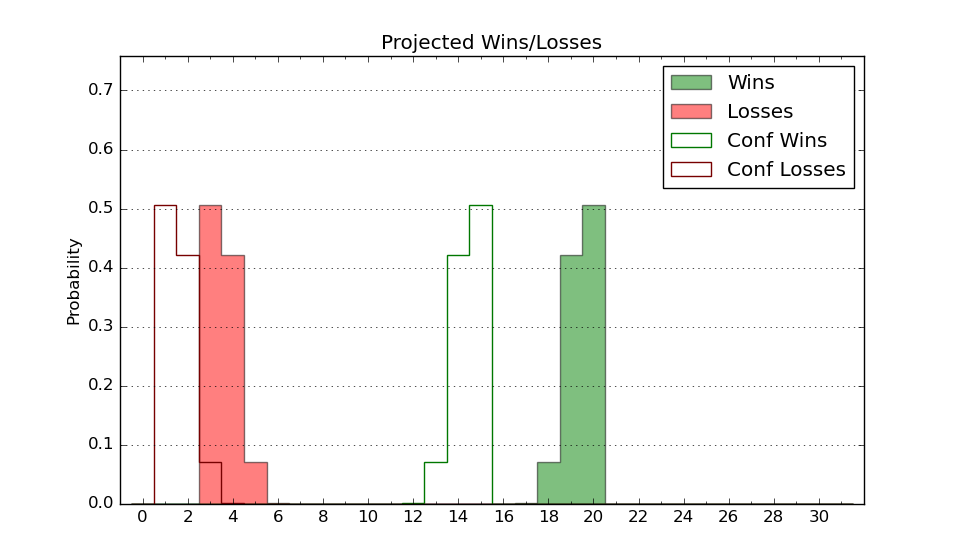 Projected Wins/Losses
Wins
Losses
Conf Wins
Conf Losses
Probability
0.7
0.6
0.5
0.4
0.3
0.2
0.1
0.0
0 2 4 6 8 10 12 14 16 18 20 22 24 26 28 30